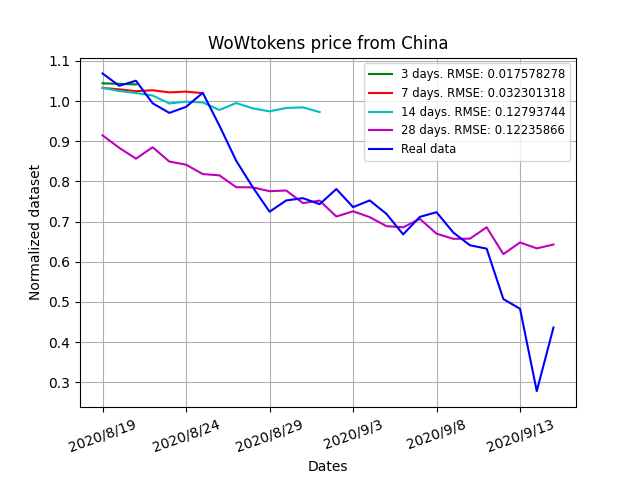 WoWtokens price from China
3 days. RMSE: 0.017578278
7 days. RMSE: 0.032301318
14 days. RMSE: 0.12793744
28 days. RMSE: 0.12235866
Real data
Normalized dataset
1.1
1.0
0.9
0.8
0.7
0.6
0.5
0.4
0.3
2020/8/19
2020/8/24
2020/8/29
2020/9/3
2020/9/8
2020/9/13
Dates